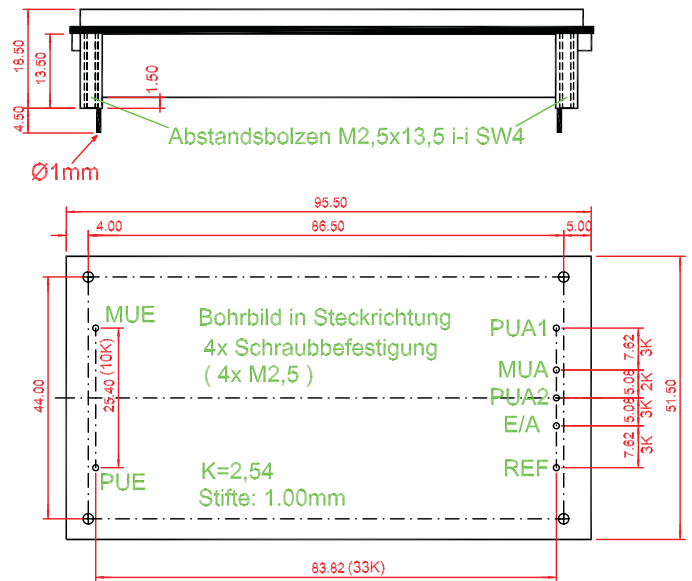 18.50
13.50
1.50
4.50
Abstandsbolzen M2,5x13,5 i-i SW4
Ø1mm
95.50
4.00
86.50
5.00
MUE
Bohrbild in Steckrichtung
PUA1
4x Schraubbefestigung
7.62
3K
MUA
( 4x M2,5 )
25.40 (10K)
5.08
2K
44.00
PUA2
51.50
E/A
5.08
3K
7.62
3K
PUE
K=2,54
REF
Stifte: 1.00mm
83.82 (33K)